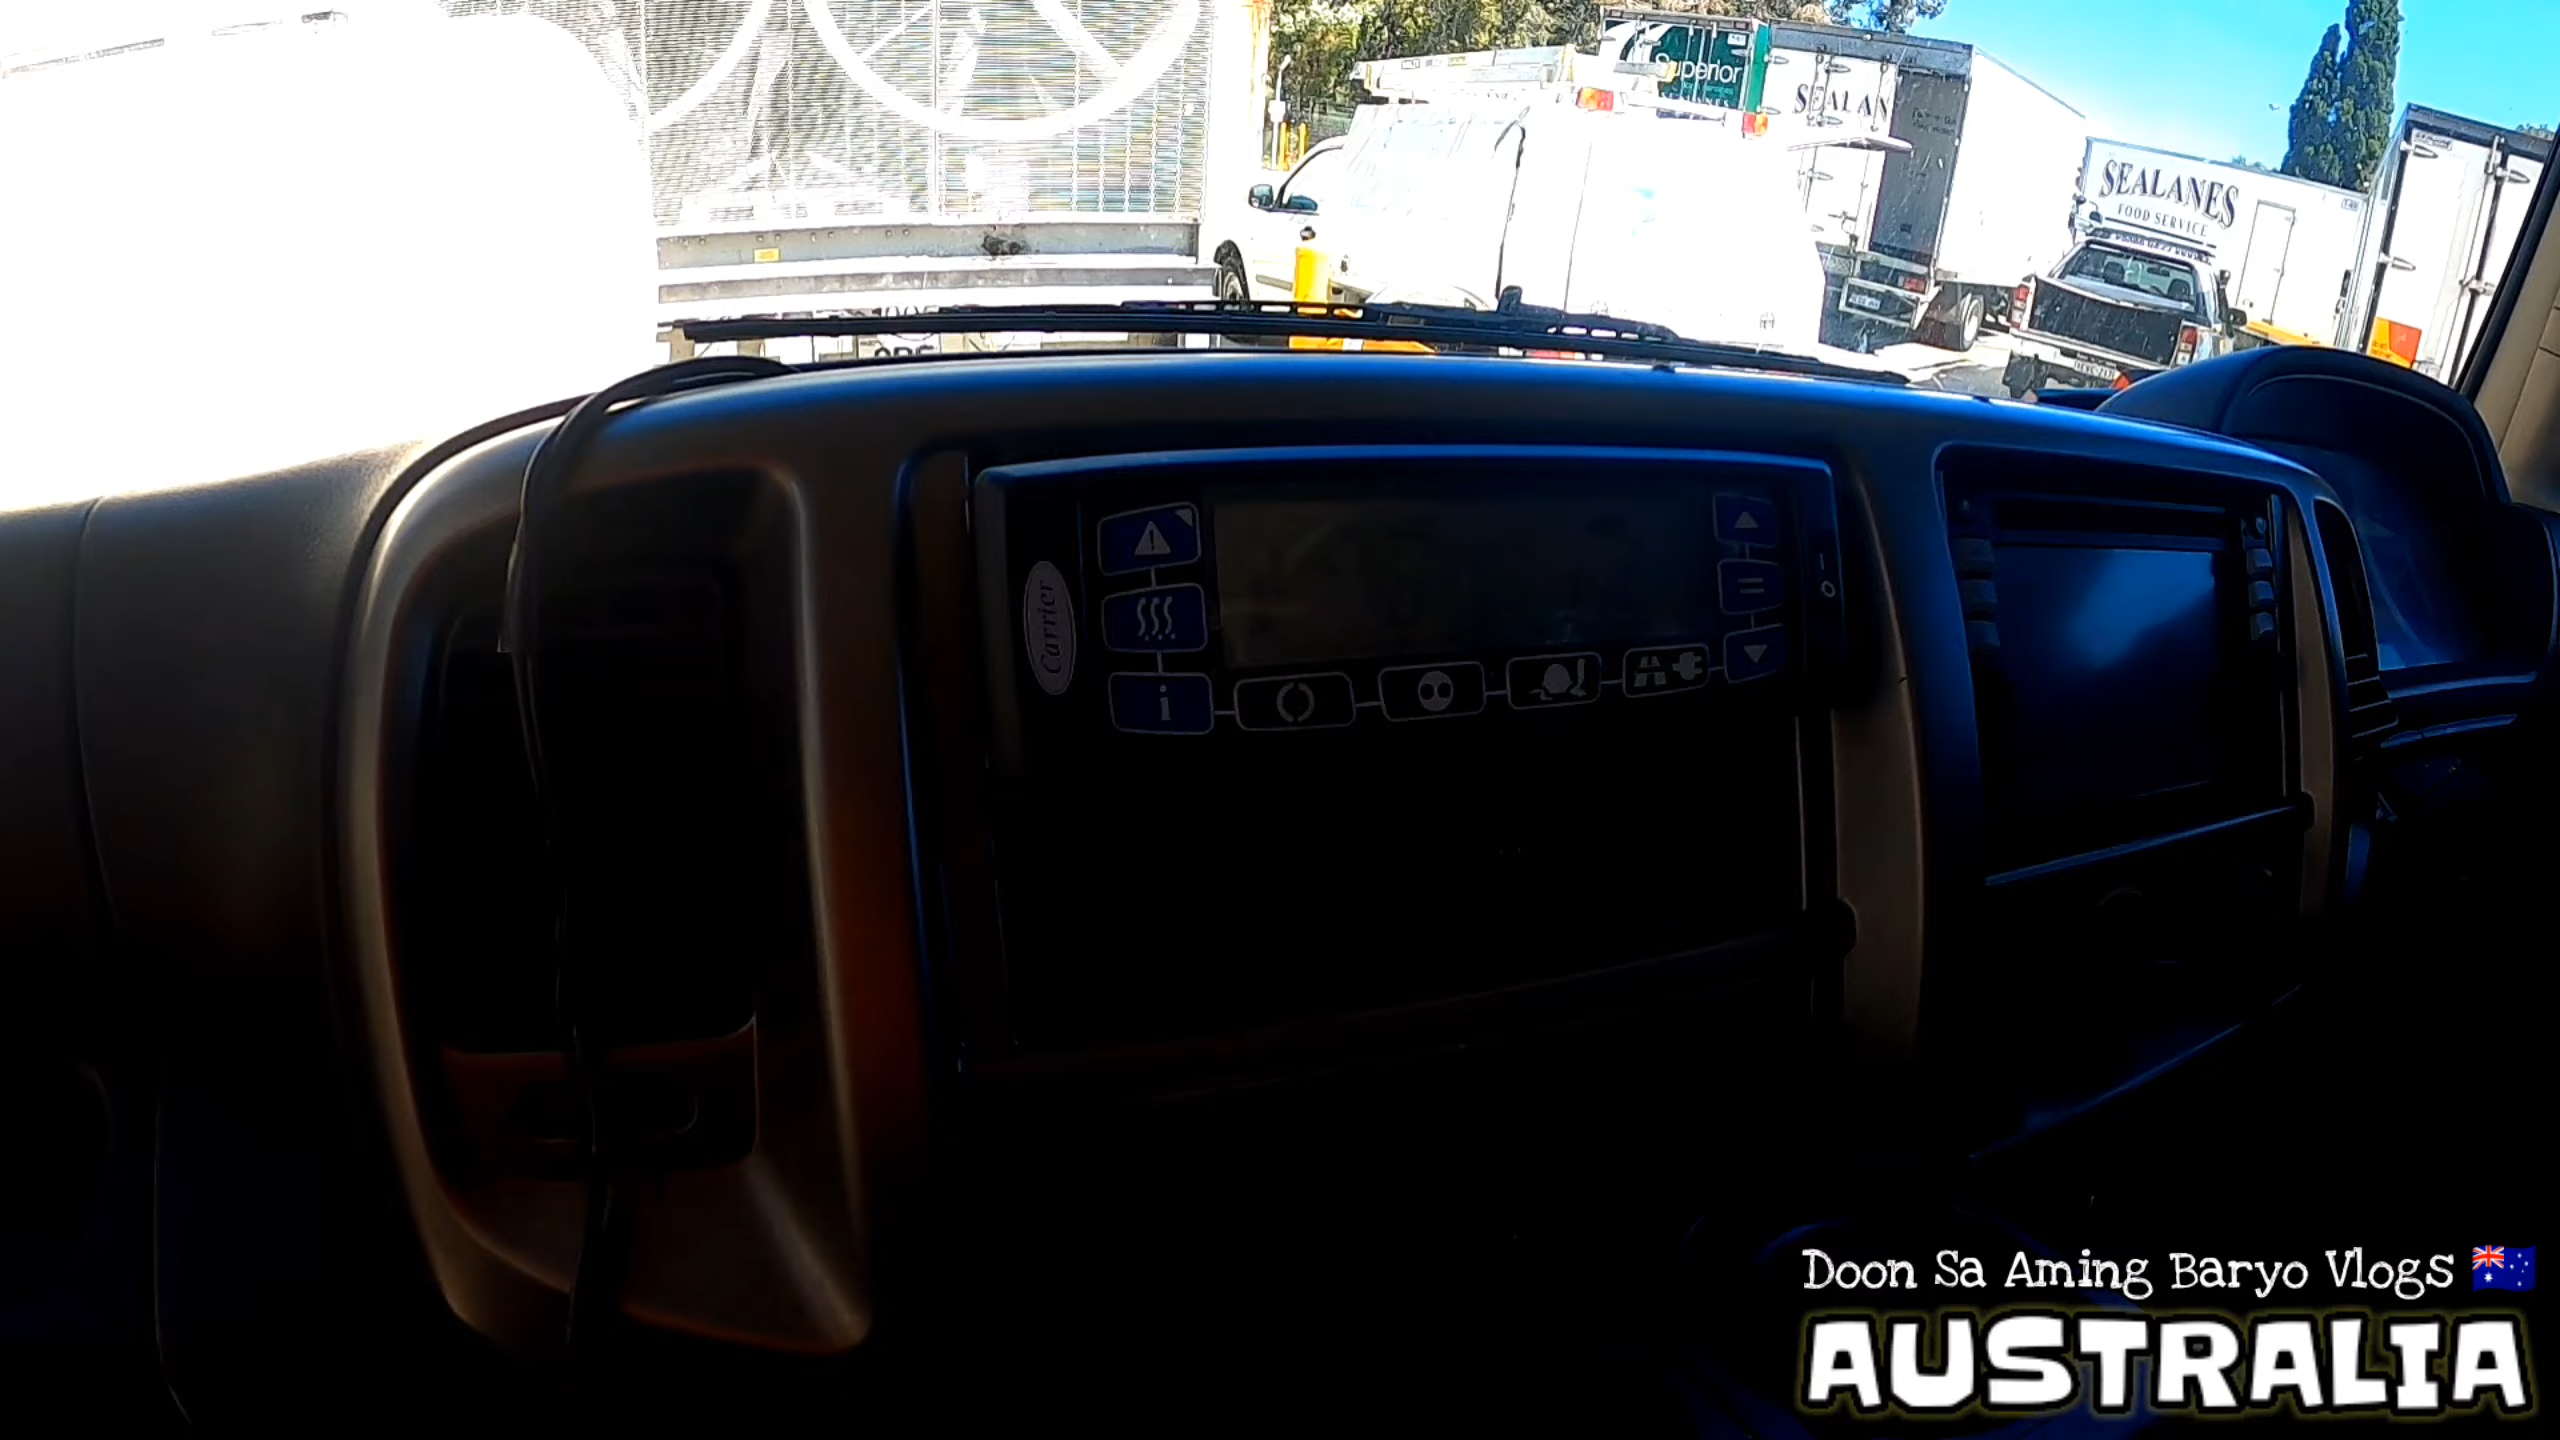 Superior
SEALAN
SEALANES
FOOD SERVICE
Carrier
Doon Sa Aming Baryo Vlogs
AUSTRALIA